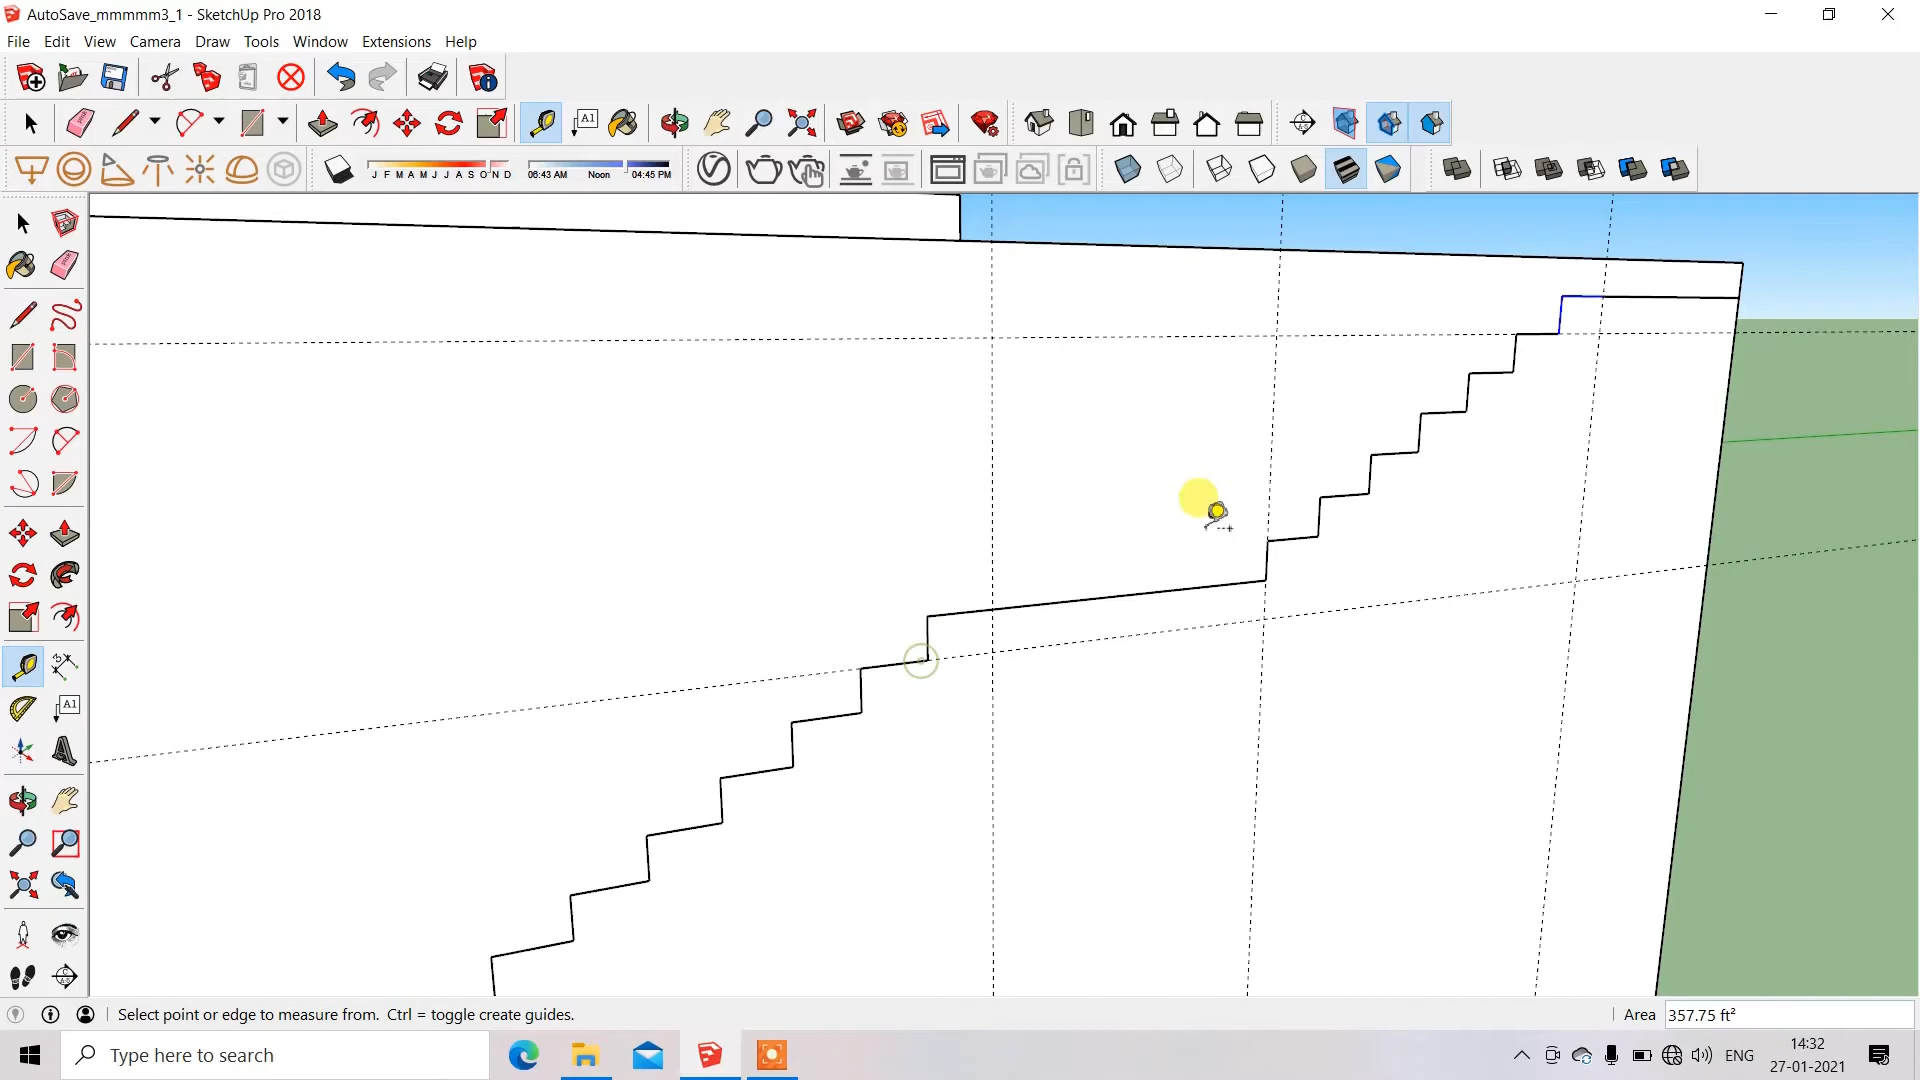 AutoSave_mmmmm3_1 - SketchUp Pro 2018
File Edit View Camera Draw Tools Window Extensions Help
A1
J F M A M J J A S O N D
06:43 AM Noon 04:45 PM
A1
Select point or edge to measure from. Ctrl = toggle create guides.
Area 357.75 ft²
Type here to search
ENG
14:32
27-01-2021